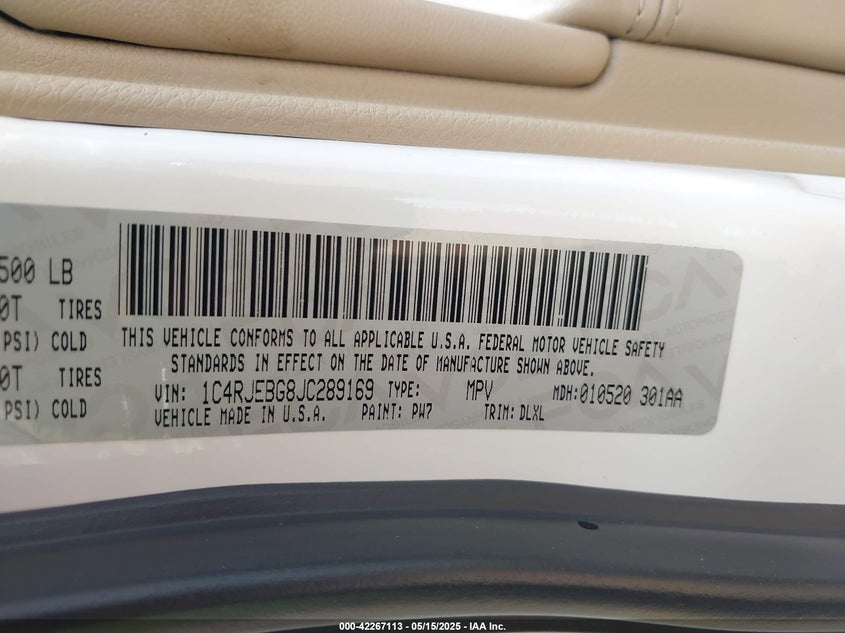 500 LB
0T TIRES
PSI) COLD
0T TIRES
PSI) COLD
THIS VEHICLE CONFORMS TO ALL APPLICABLE U.S.A. FEDERAL MOTOR VEHICLE SAFETY
STANDARDS IN EFFECT ON THE DATE OF MANUFACTURE SHOWN ABOVE.
VIN: 1C4RJEBG8JC289169 TYPE: MPV MDH:010520 301AA
VEHICLE MADE IN U.S.A. PAINT: PW7 TRIM: DLXL
000-42267113 - 05/15/2025 - IAA Inc.